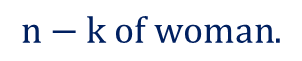 n − k of woman.